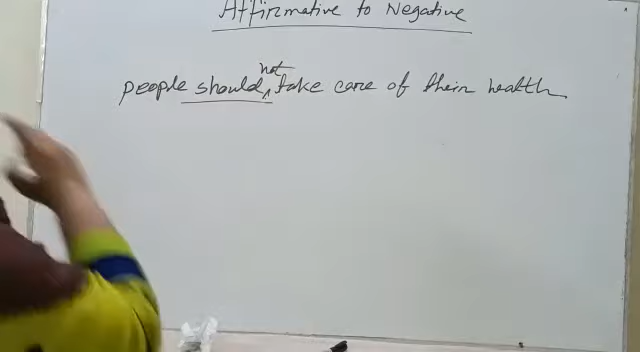 Affirmative to Negative
people should not take care of their health